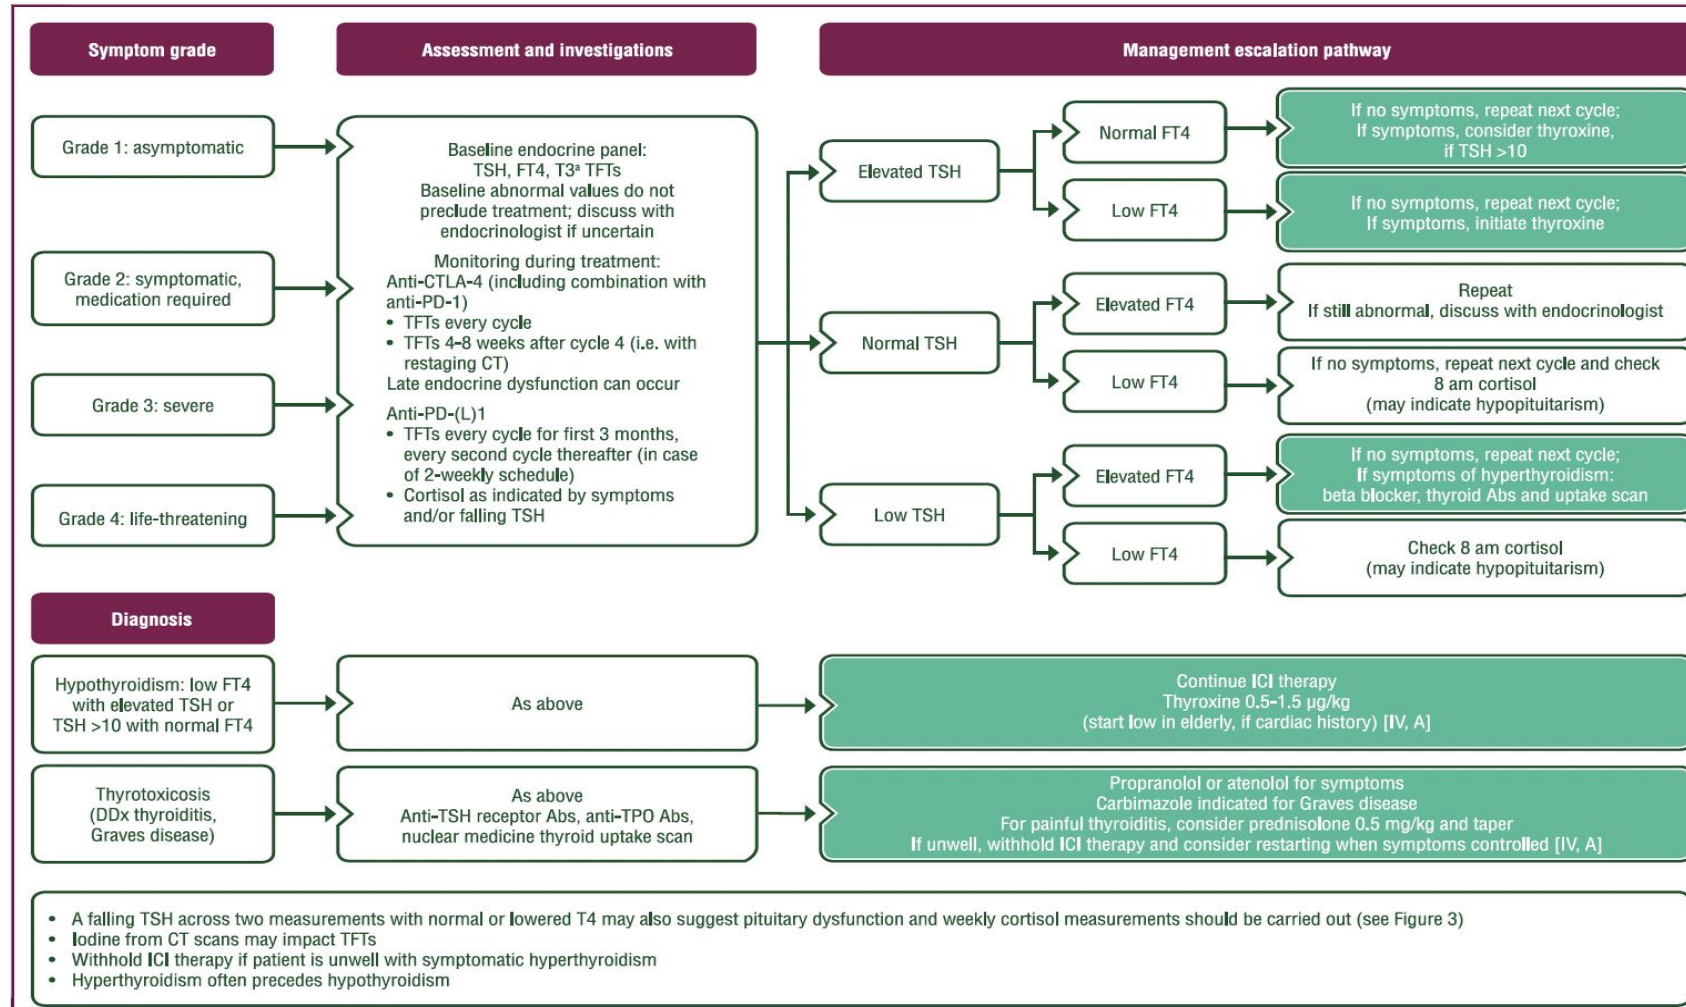 Symptom grade
Assessment and investigations
Management escalation pathway
Grade 1: asymptomatic
Grade 2: symptomatic,
medication required
Grade 3: severe
Grade 4: life-threatening
Baseline endocrine panel:
TSH, FT4, T3ª TFTs
Baseline abnormal values do not
preclude treatment; discuss with
endocrinologist if uncertain
Monitoring during treatment:
Anti-CTLA-4 (including combination with
anti-PD-1)
• TFTs every cycle
• TFTs 4-8 weeks after cycle 4 (i.e. with
restaging CT)
Late endocrine dysfunction can occur
Anti-PD-(L)1
• TFTs every cycle for first 3 months,
every second cycle thereafter (in case
of 2-weekly schedule)
• Cortisol as indicated by symptoms
and/or falling TSH
Elevated TSH
Normal FT4
If no symptoms, repeat next cycle;
If symptoms, consider thyroxine,
if TSH >10
Low FT4
If no symptoms, repeat next cycle;
If symptoms, initiate thyroxine
Normal TSH
Elevated FT4
Repeat
If still abnormal, discuss with endocrinologist
Low FT4
If no symptoms, repeat next cycle and check
8 am cortisol
(may indicate hypopituitarism)
Low TSH
Elevated FT4
If no symptoms, repeat next cycle;
If symptoms of hyperthyroidism:
beta blocker, thyroid Abs and uptake scan
Low FT4
Check 8 am cortisol
(may indicate hypopituitarism)
Diagnosis
Hypothyroidism: low FT4
with elevated TSH or
TSH >10 with normal FT4
As above
Continue ICI therapy
Thyroxine 0.5–1.5 µg/kg
(start low in elderly, if cardiac history) [IV, A]
Thyrotoxicosis
(DDx thyroiditis,
Graves disease)
As above
Anti-TSH receptor Abs, anti-TPO Abs,
nuclear medicine thyroid uptake scan
Propranolol or atenolol for symptoms
Carbimazole indicated for Graves disease
For painful thyroiditis, consider prednisolone 0.5 mg/kg and taper
If unwell, withhold ICI therapy and consider restarting when symptoms controlled [IV, A]
• A falling TSH across two measurements with normal or lowered T4 may also suggest pituitary dysfunction and weekly cortisol measurements should be carried out (see Figure 3)
• Iodine from CT scans may impact TFTs
• Withhold ICI therapy if patient is unwell with symptomatic hyperthyroidism
• Hyperthyroidism often precedes hypothyroidism